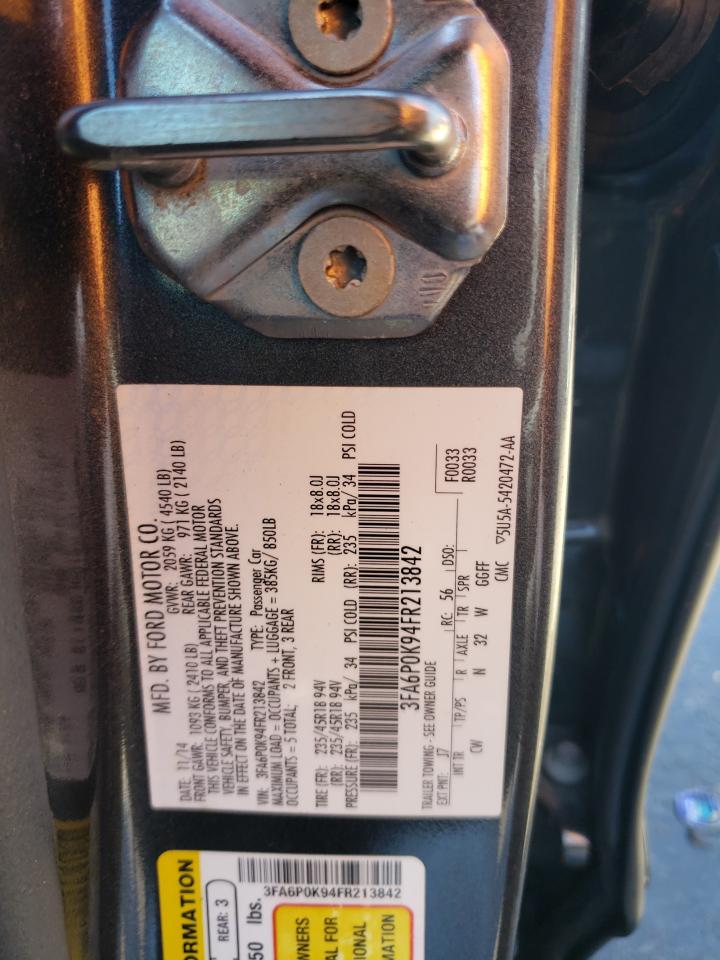 MFD. BY FORD MOTOR CO.
DATE: 11/14 GVWR: 2059 KG ( 4540 LB)
FRONT GAWR: 1093 KG ( 2410 LB) REAR GAWR: 971 KG ( 2140 LB)
THIS VEHICLE CONFORMS TO ALL APPLICABLE FEDERAL MOTOR
VEHICLE SAFETY, BUMPER, AND THEFT PREVENTION STANDARDS
IN EFFECT ON THE DATE OF MANUFACTURE SHOWN ABOVE.
VIN: 3FA6P0K94FR213842 TYPE: Passenger Car
MAXIMUM LOAD = OCCUPANTS + LUGGAGE = 385KG/ 850LB
OCCUPANTS = 5 TOTAL: 2 FRONT, 3 REAR
TIRE (FR): 235/45R18 94V RIMS (FR): 18x8.0J
(RR): 235/45R18 94V (RR): 18x8.0J
PRESSURE (FR): 235 kPa/ 34 PSI COLD (RR): 235 kPa/ 34 PSI COLD
3FA6P0K94FR213842
TRAILER TOWING - SEE OWNER GUIDE F0033
R0033
EXT PNT: J7 RC: 56 DSO:
INT TR TP/PS R AXLE TR SPR
CW N 32 W GGFF
CMC ▽5U5A-5420472-AA
3FA6P0K94FR213842
REAR: 3
lbs.